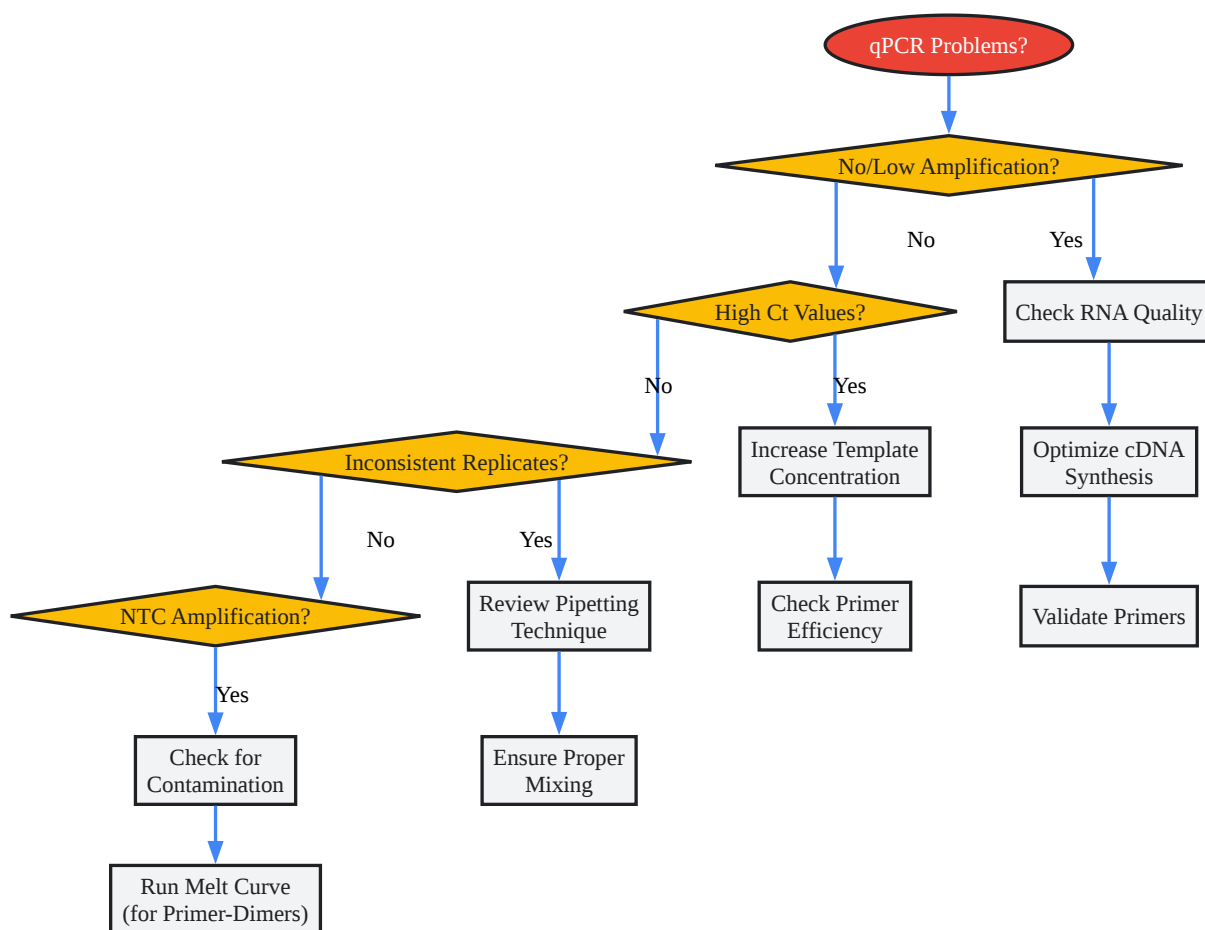 qPCR Problems?
No/Low Amplification?
No
Yes
High Ct Values?
Check RNA Quality
No
Yes
Inconsistent Replicates?
Increase Template
Concentration
Optimize cDNA
Synthesis
No
Yes
NTC Amplification?
Review Pipetting
Technique
Check Primer
Efficiency
Validate Primers
Yes
Check for
Contamination
Ensure Proper
Mixing
Run Melt Curve
(for Primer-Dimers)